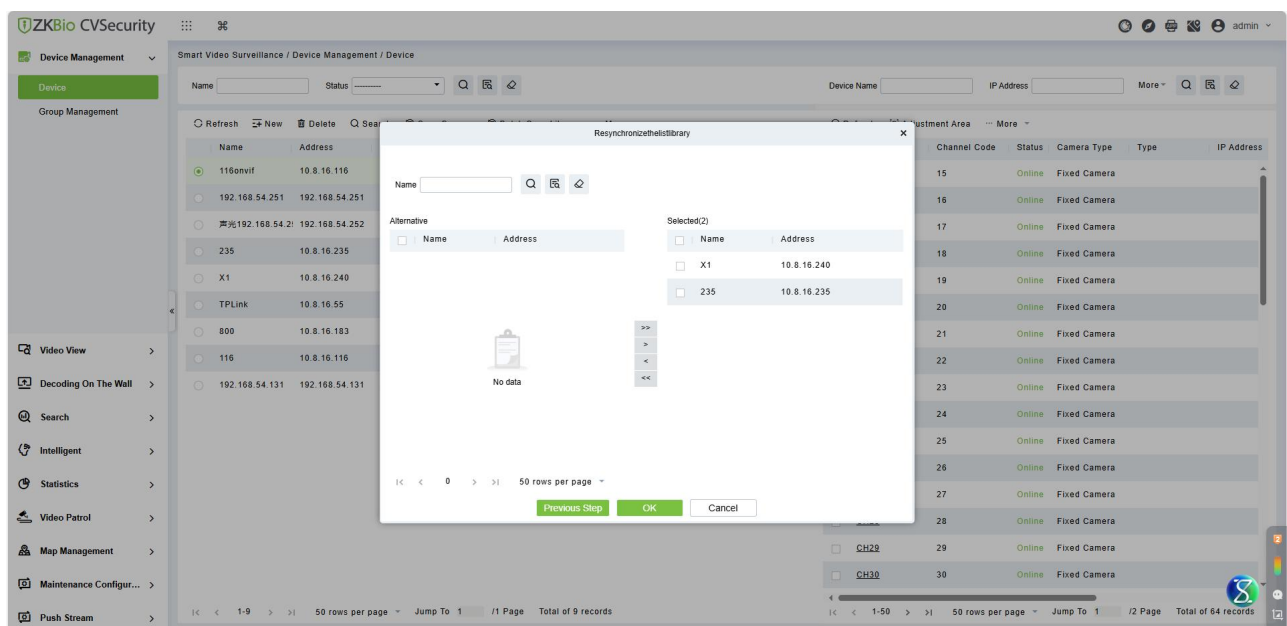 ZKBio CVSecurity
admin
Device Management
Device
Group Management
Video View
Decoding On The Wall
Search
Intelligent
Statistics
Video Patrol
Map Management
Maintenance Configur...
Push Stream
Smart Video Surveillance / Device Management / Device
Name
Status ----------
Device Name
IP Address
More
Refresh New Delete
ustment Area ··· More
Name Address
116onvif 10.8.16.116
192.168.54.251 192.168.54.251
192.168.54.252
235 10.8.16.235
X1 10.8.16.240
TPLink 10.8.16.55
800 10.8.16.183
116 10.8.16.116
192.168.54.131 192.168.54.131
1-9 50 rows per page Jump To 1 /1 Page Total of 9 records
Resynchronizethelistlibrary
Name
Alternative
Name Address
No data
Selected(2)
Name Address
X1 10.8.16.240
235 10.8.16.235
>>
>
<
<<
0 50 rows per page
Previous Step OK Cancel
Channel Code Status Camera Type Type IP Address
15 Online Fixed Camera
16 Online Fixed Camera
17 Online Fixed Camera
18 Online Fixed Camera
19 Online Fixed Camera
20 Online Fixed Camera
21 Online Fixed Camera
22 Online Fixed Camera
23 Online Fixed Camera
24 Online Fixed Camera
25 Online Fixed Camera
26 Online Fixed Camera
27 Online Fixed Camera
28 Online Fixed Camera
CH29 29 Online Fixed Camera
CH30 30 Online Fixed Camera
1-50 50 rows per page Jump To 1 /2 Page Total of 64 records